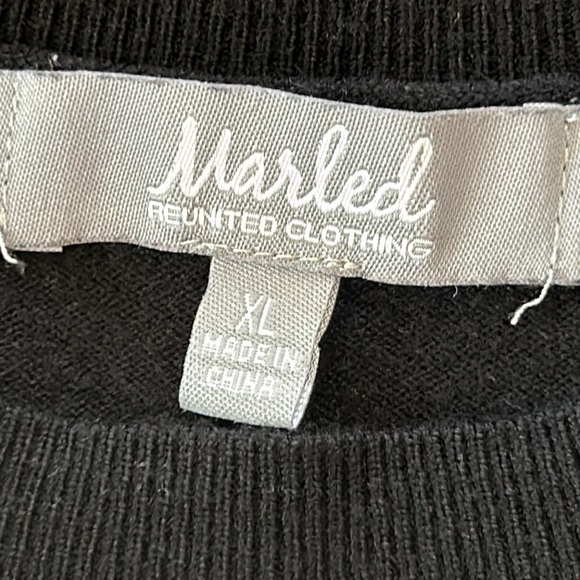 Marled
REUNITED CLOTHING
XL
MADE IN
CHINA